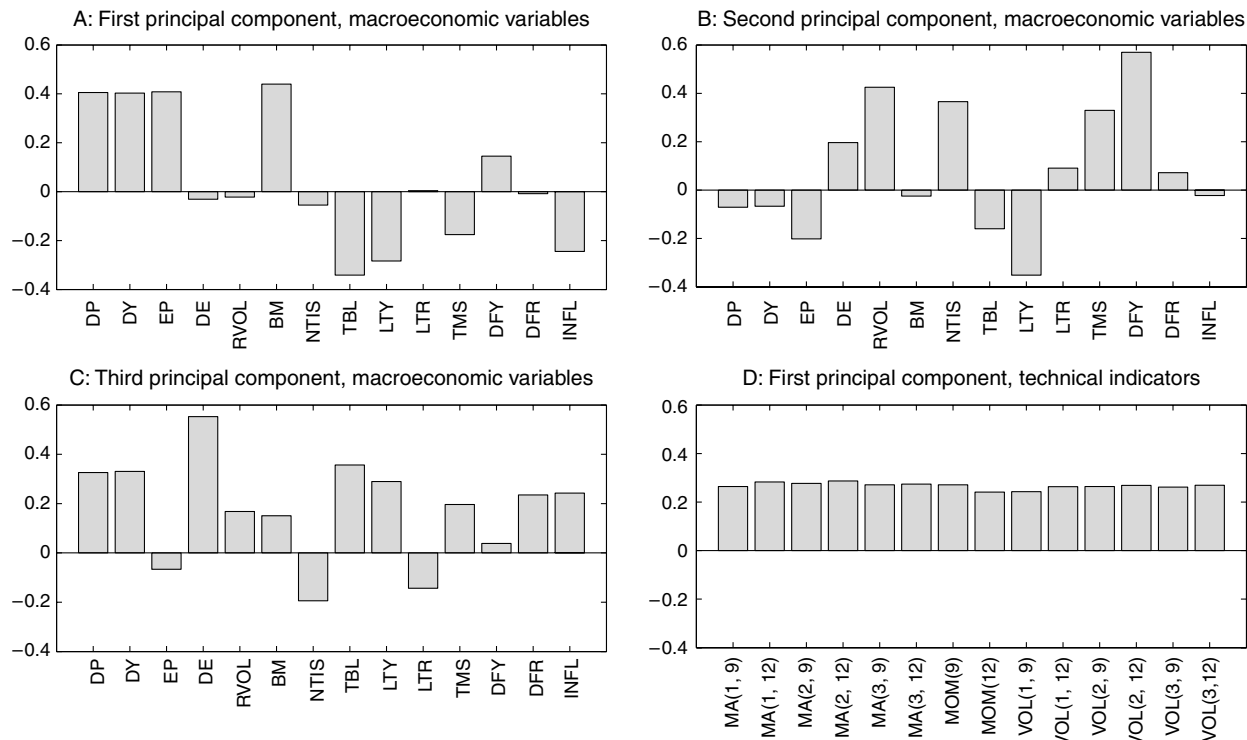 A: First principal component, macroeconomic variables
0.6
0.4
0.2
0
−0.2
−0.4
DP
DY
EP
DE
RVOL
BM
NTIS
TBL
LTY
LTR
TMS
DFY
DFR
INFL
B: Second principal component, macroeconomic variables
0.6
0.4
0.2
0
−0.2
−0.4
DP
DY
EP
DE
RVOL
BM
NTIS
TBL
LTY
LTR
TMS
DFY
DFR
INFL
C: Third principal component, macroeconomic variables
0.6
0.4
0.2
0
−0.2
−0.4
DP
DY
EP
DE
RVOL
BM
NTIS
TBL
LTY
LTR
TMS
DFY
DFR
INFL
D: First principal component, technical indicators
0.6
0.4
0.2
0
−0.2
−0.4
MA(1, 9)
MA(1, 12)
MA(2, 9)
MA(2, 12)
MA(3, 9)
MA(3, 12)
MOM(9)
MOM(12)
VOL(1, 9)
VOL(1, 12)
VOL(2, 9)
VOL(2, 12)
VOL(3, 9)
VOL(3,12)